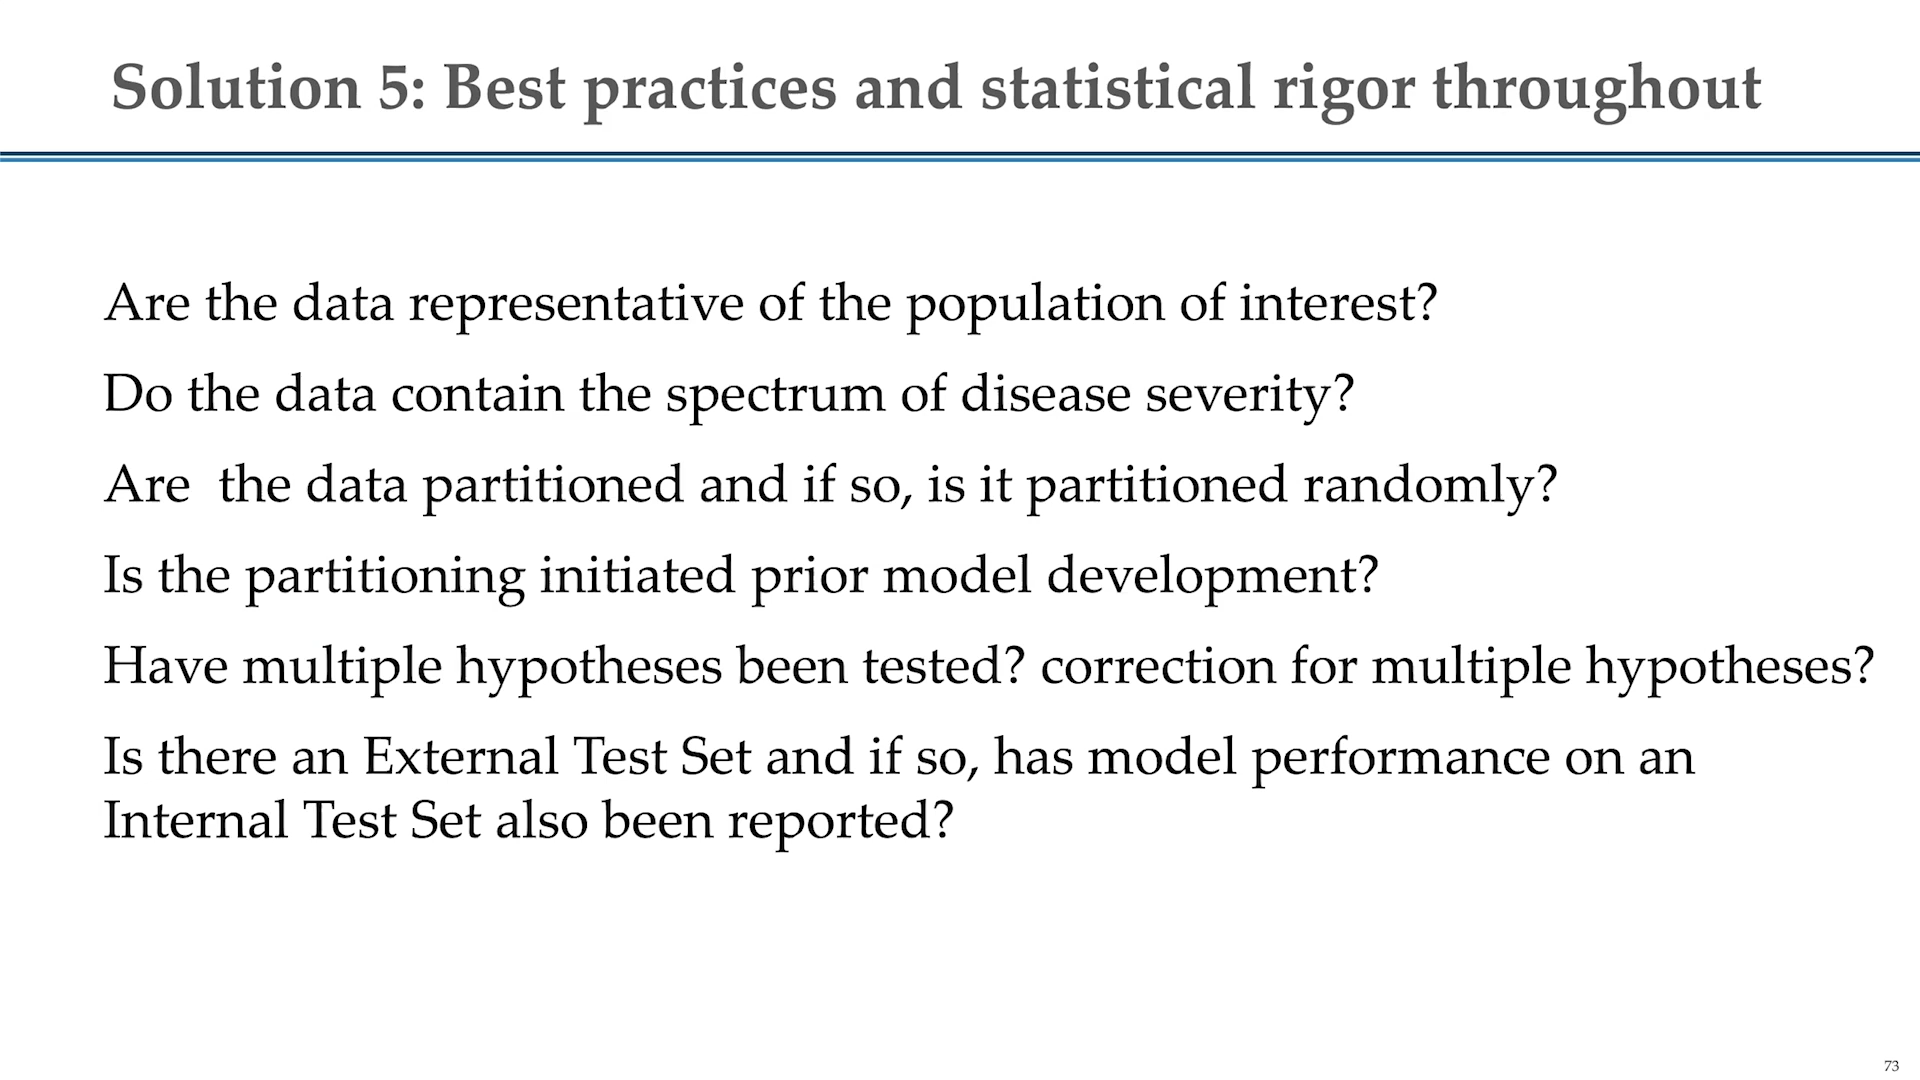 Solution 5: Best practices and statistical rigor throughout
Are the data representative of the population of interest?
Do the data contain the spectrum of disease severity?
Are  the data partitioned and if so, is it partitioned randomly?
Is the partitioning initiated prior model development?
Have multiple hypotheses been tested? correction for multiple hypotheses?
Is there an External Test Set and if so, has model performance on an
Internal Test Set also been reported?
73